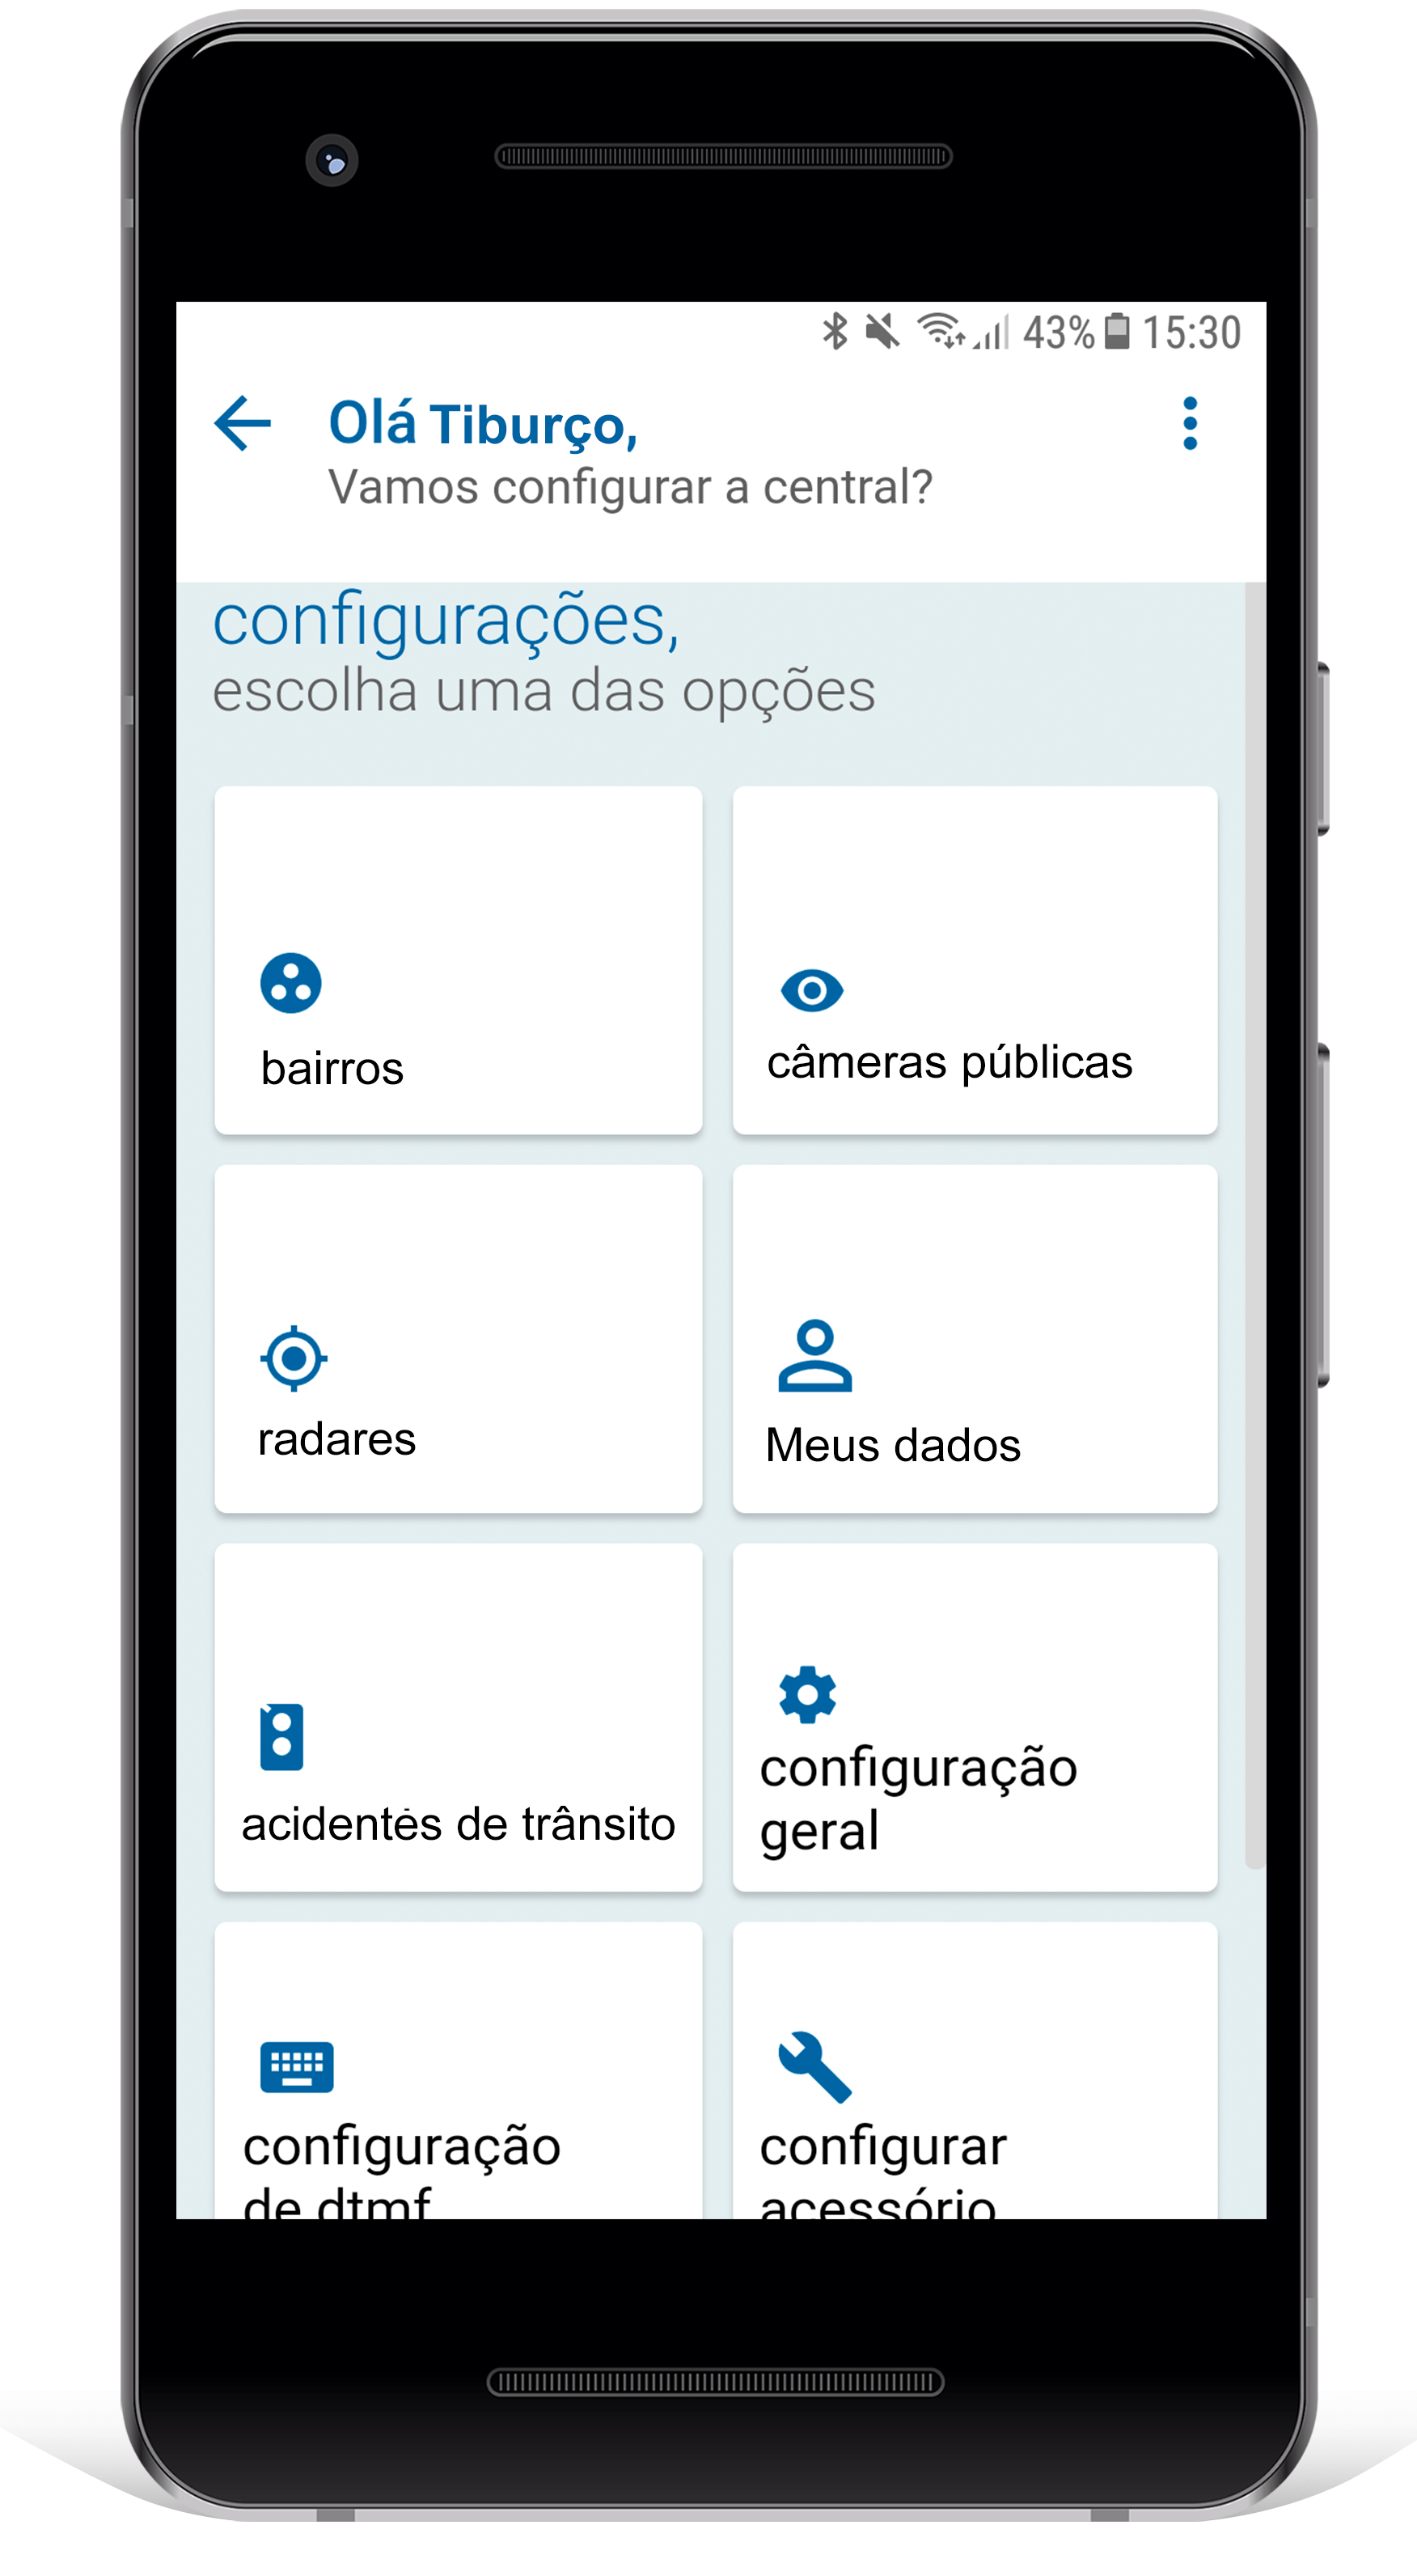 43% 15:30
Olá Tiburço,
Vamos configurar a central?
configurações,
escolha uma das opções
bairros
câmeras públicas
radares
Meus dados
acidentes de trânsito
configuração
geral
configuração
de dtmf
configurar
acessório